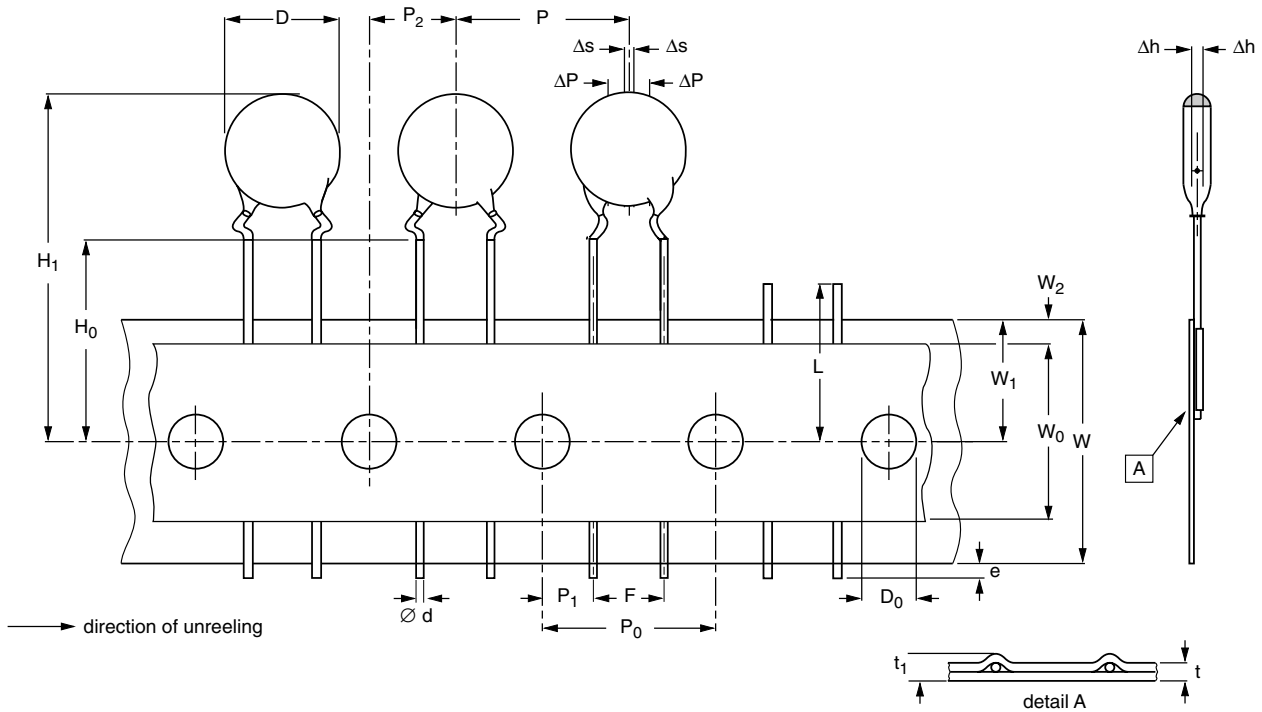 D
P₂
P
Δs Δs
ΔP ΔP
Δh Δh
H₁
H₀
L
W₂
W₁
W₀
W
A
e
∅ d
P₁
F
D₀
P₀
direction of unreeling
t₁
t
detail A